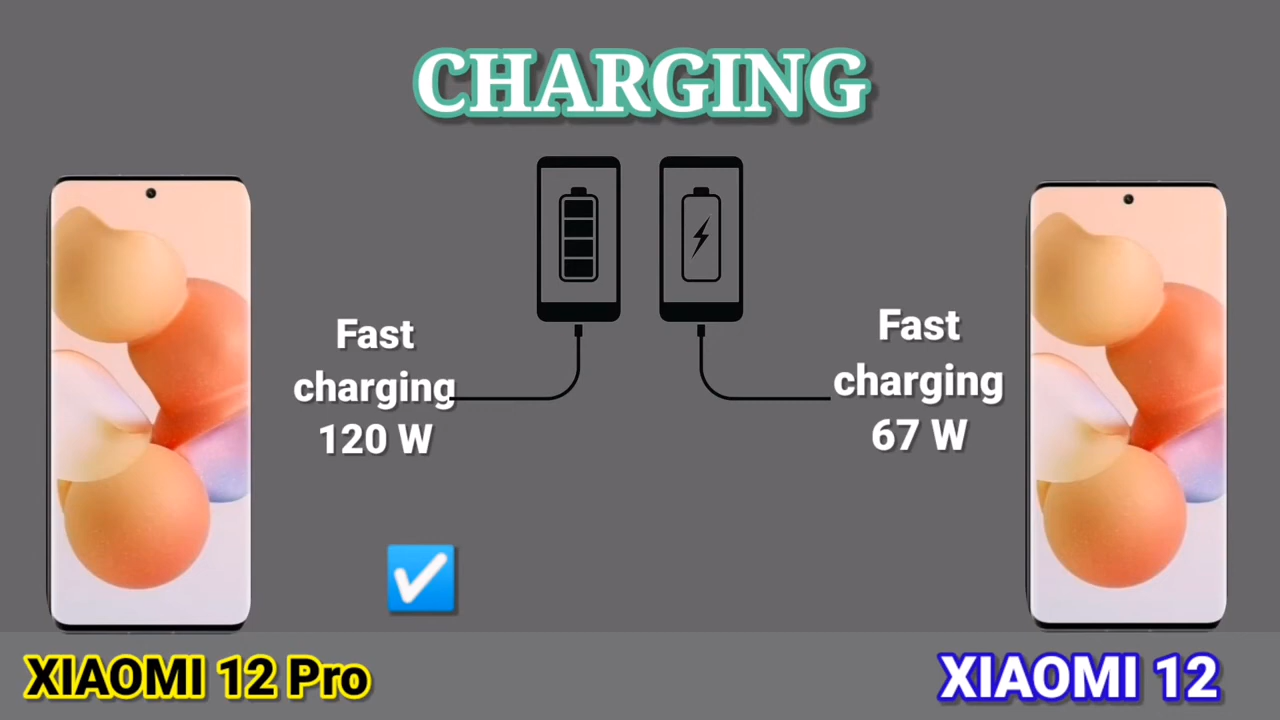 CHARGING
Fast
charging
120 W
Fast
charging
67 W
XIAOMI 12 Pro
XIAOMI 12